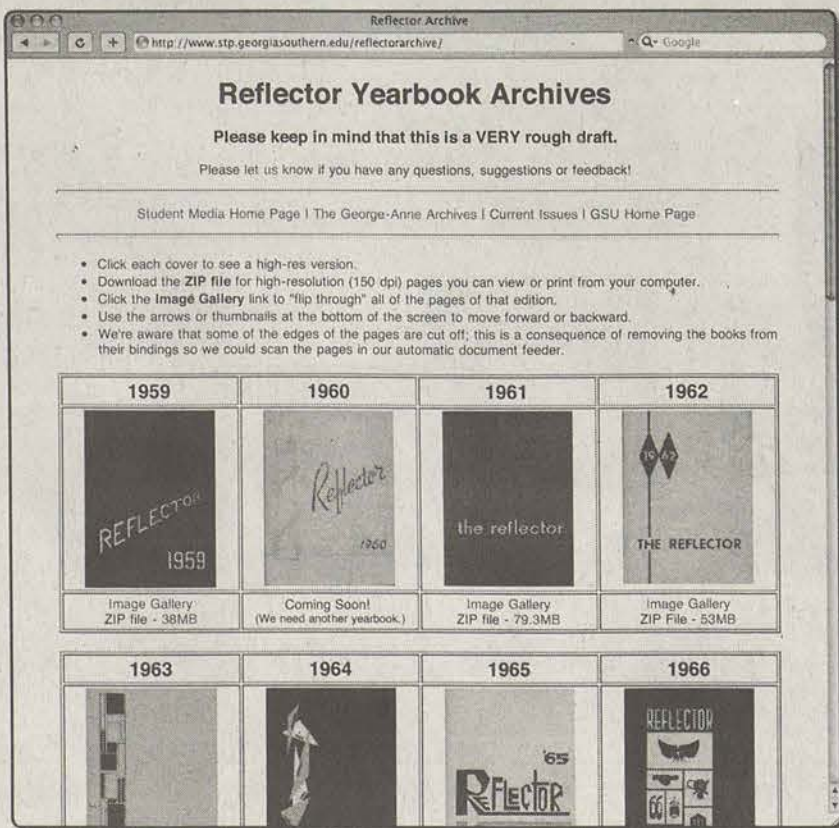 Reflector Archive
http://www.stp.georgiasouthern.edu/reflectorarchive/
Google
Reflector Yearbook Archives
Please keep in mind that this is a VERY rough draft.
Please let us know if you have any questions, suggestions or feedback!
Student Media Home Page | The George-Anne Archives | Current Issues | GSU Home Page
• Click each cover to see a high-res version.
• Download the ZIP file for high-resolution (150 dpi) pages you can view or print from your computer.
• Click the Image Gallery link to "flip through" all of the pages of that edition.
• Use the arrows or thumbnails at the bottom of the screen to move forward or backward.
• We're aware that some of the edges of the pages are cut off; this is a consequence of removing the books from
their bindings so we could scan the pages in our automatic document feeder.
1959 1960 1961 1962
REFLECTOR
1959
Reflector
1960
the reflector
19 62
THE REFLECTOR
Image Gallery
ZIP file - 38MB
Coming Soon!
(We need another yearbook.)
Image Gallery
ZIP file - 79.3MB
Image Gallery
ZIP File - 53MB
1963 1964 1965 1966
'65
REFLECTOR
REFLECTOR
66